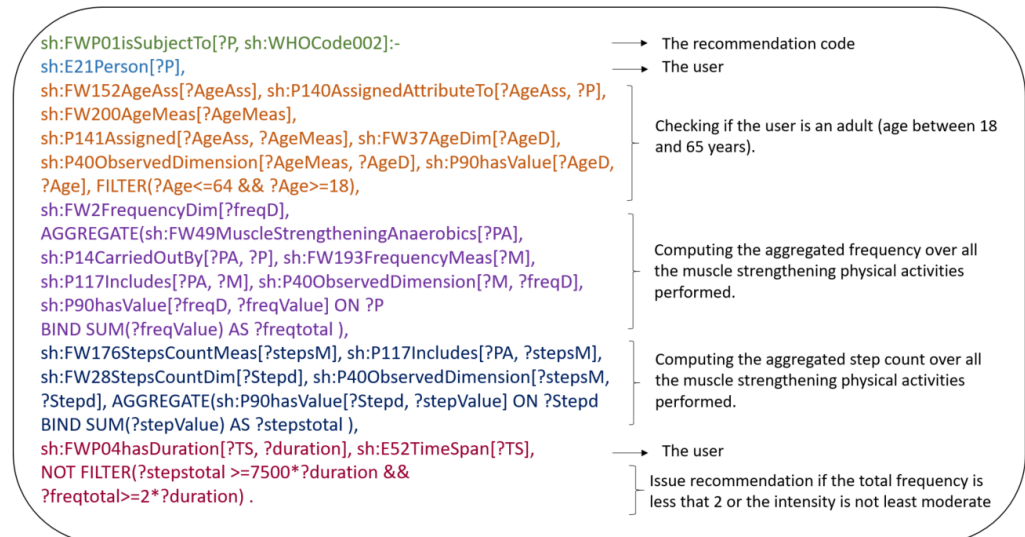 sh:FWP01isSubjectTo[?P, sh:WHOCode002]:-
The recommendation code
sh:E21Person[?P],
The user
sh:FW152AgeAss[?AgeAss], sh:P140AssignedAttributeTo[?AgeAss, ?P],
sh:FW200AgeMeas[?AgeMeas],
sh:P141Assigned[?AgeAss, ?AgeMeas], sh:FW37AgeDim[?AgeD],
sh:P40ObservedDimension[?AgeMeas, ?AgeD], sh:P90hasValue[?AgeD,
?Age], FILTER(?Age<=64 && ?Age>=18),
Checking if the user is an adult (age between 18
and 65 years).
sh:FW2FrequencyDim[?freqD],
AGGREGATE(sh:FW49MuscleStrengtheningAnaerobics[?PA],
sh:P14CarriedOutBy[?PA, ?P], sh:FW193FrequencyMeas[?M],
sh:P117Includes[?PA, ?M], sh:P40ObservedDimension[?M, ?freqD],
sh:P90hasValue[?freqD, ?freqValue] ON ?P
BIND SUM(?freqValue) AS ?freqtotal ),
Computing the aggregated frequency over all
the muscle strengthening physical activities
performed.
sh:FW176StepsCountMeas[?stepsM], sh:P117Includes[?PA, ?stepsM],
sh:FW28StepsCountDim[?Stepd], sh:P40ObservedDimension[?stepsM,
?Stepd], AGGREGATE(sh:P90hasValue[?Stepd, ?stepValue] ON ?Stepd
BIND SUM(?stepValue) AS ?stepstotal ),
Computing the aggregated step count over all
the muscle strengthening physical activities
performed.
sh:FWP04hasDuration[?TS, ?duration], sh:E52TimeSpan[?TS],
The user
NOT FILTER(?stepstotal >=7500*?duration &&
?freqtotal>=2*?duration) .
Issue recommendation if the total frequency is
less that 2 or the intensity is not least moderate